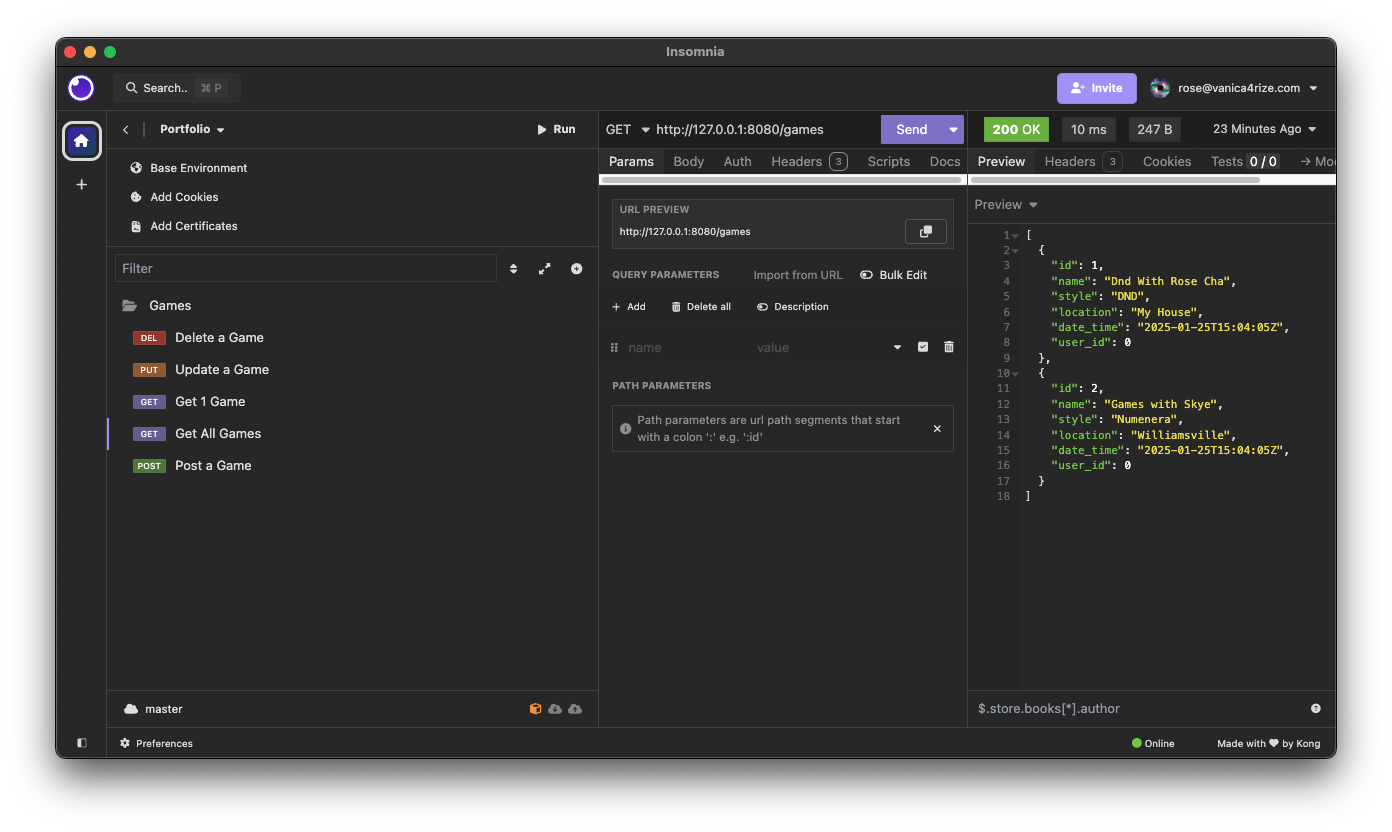 Insomnia
Search.. ⌘ P
Invite
rose@vanica4rize.com
Portfolio
Run
Base Environment
Add Cookies
Add Certificates
Filter
Games
DEL Delete a Game
PUT Update a Game
GET Get 1 Game
GET Get All Games
POST Post a Game
master
Preferences
GET http://127.0.0.1:8080/games Send
Params Body Auth Headers 3 Scripts Docs
URL PREVIEW
http://127.0.0.1:8080/games
QUERY PARAMETERS Import from URL Bulk Edit
+ Add Delete all Description
name value
PATH PARAMETERS
Path parameters are url path segments that start
with a colon ':' e.g. ':id'
200 OK 10 ms 247 B 23 Minutes Ago
Preview Headers 3 Cookies Tests 0 / 0 → Mo
Preview
1 [
2 {
3 "id": 1,
4 "name": "Dnd With Rose Cha",
5 "style": "DND",
6 "location": "My House",
7 "date_time": "2025-01-25T15:04:05Z",
8 "user_id": 0
9 },
10 {
11 "id": 2,
12 "name": "Games with Skye",
13 "style": "Numenera",
14 "location": "Williamsville",
15 "date_time": "2025-01-25T15:04:05Z",
16 "user_id": 0
17 }
18 ]
$.store.books[*].author
Online
Made with ♥ by Kong